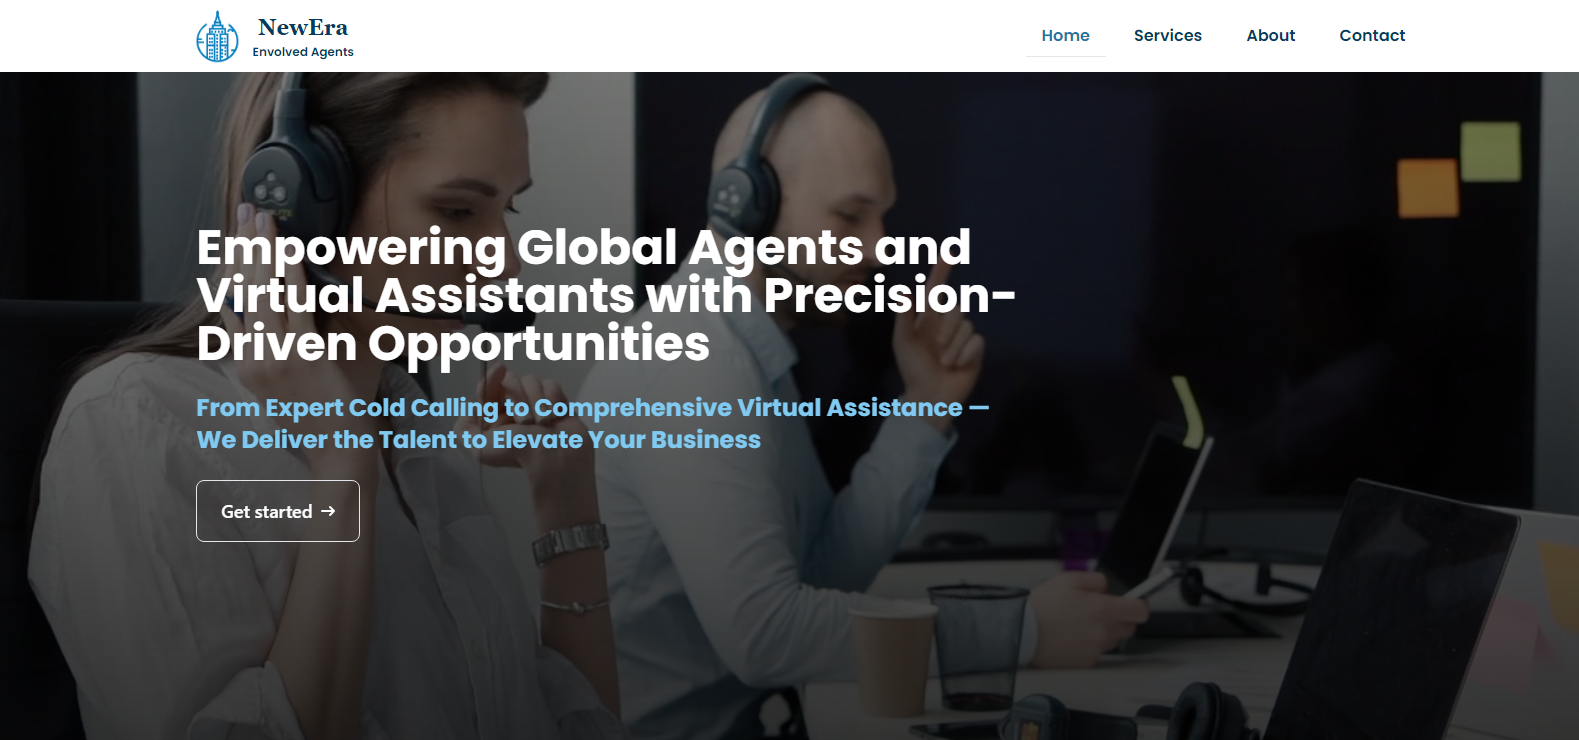 NewEra
Envolved Agents
Home
Services
About
Contact
Empowering Global Agents and
Virtual Assistants with Precision-
Driven Opportunities
From Expert Cold Calling to Comprehensive Virtual Assistance —
We Deliver the Talent to Elevate Your Business
Get started →